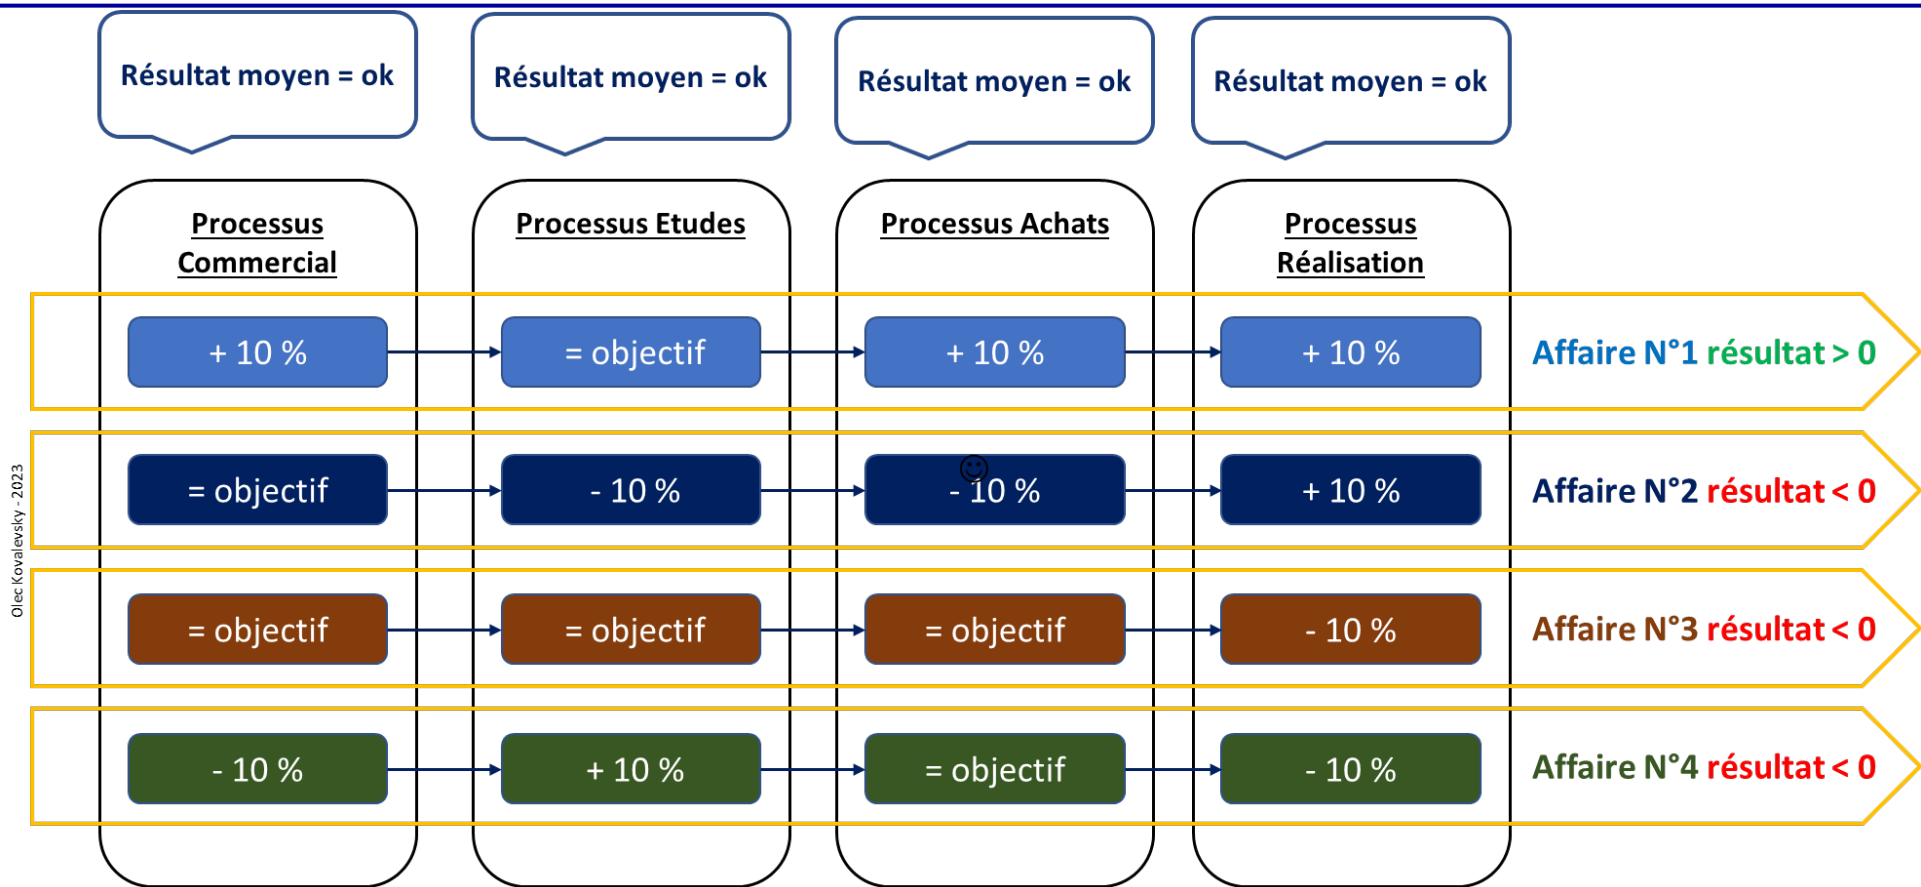 Résultat moyen = ok
Résultat moyen = ok
Résultat moyen = ok
Résultat moyen = ok
Processus
Commercial
Processus Etudes
Processus Achats
Processus
Réalisation
+ 10 %
= objectif
+ 10 %
+ 10 %
Affaire N°1 résultat > 0
= objectif
- 10 %
- 10 %
+ 10 %
Affaire N°2 résultat < 0
= objectif
= objectif
= objectif
- 10 %
Affaire N°3 résultat < 0
- 10 %
+ 10 %
= objectif
- 10 %
Affaire N°4 résultat < 0
Olec Kovalevsky - 2023